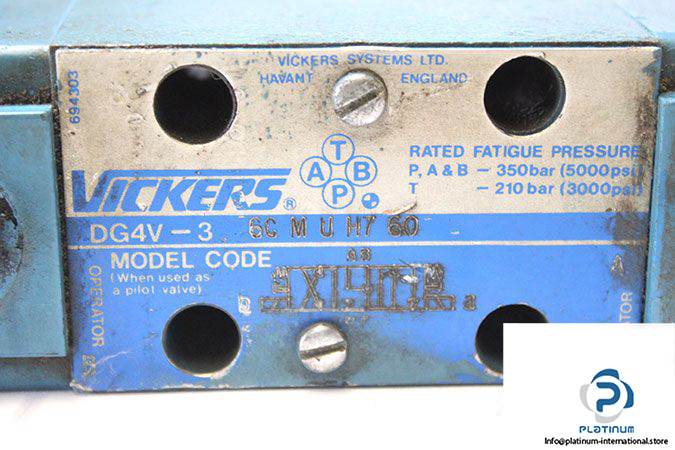 VICKERS SYSTEMS LTD.
HAVANT ENGLAND
694303
T
A B
P
VICKERS®
RATED FATIGUE PRESSURE
P, A & B – 350bar (5000psi)
T – 210 bar (3000psi)
DG4V – 3 6C M U H7 60
MODEL CODE
(When used as
a pilot valve)
OPERATOR
AB
A
a
PLATINUM
Info@platinum-international.store